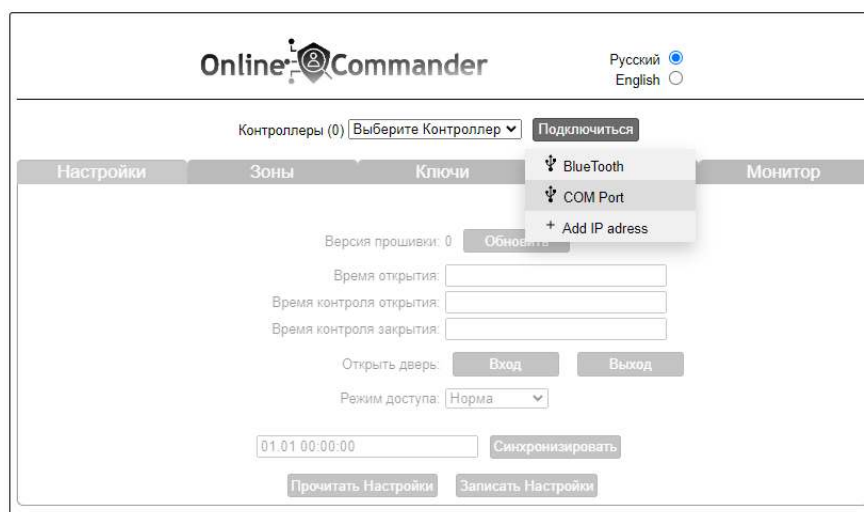 Online Commander
Русский
English
Контроллеры (0) Выберите Контроллер Подключиться
Настройки Зоны Ключи Монитор
BlueTooth
COM Port
+ Add IP adress
Версия прошивки: 0
Время открытия:
Время контроля открытия:
Время контроля закрытия:
Открыть дверь: Вход Выход
Режим доступа: Норма
01.01 00:00:00 Синхронизировать
Прочитать Настройки Записать Настройки